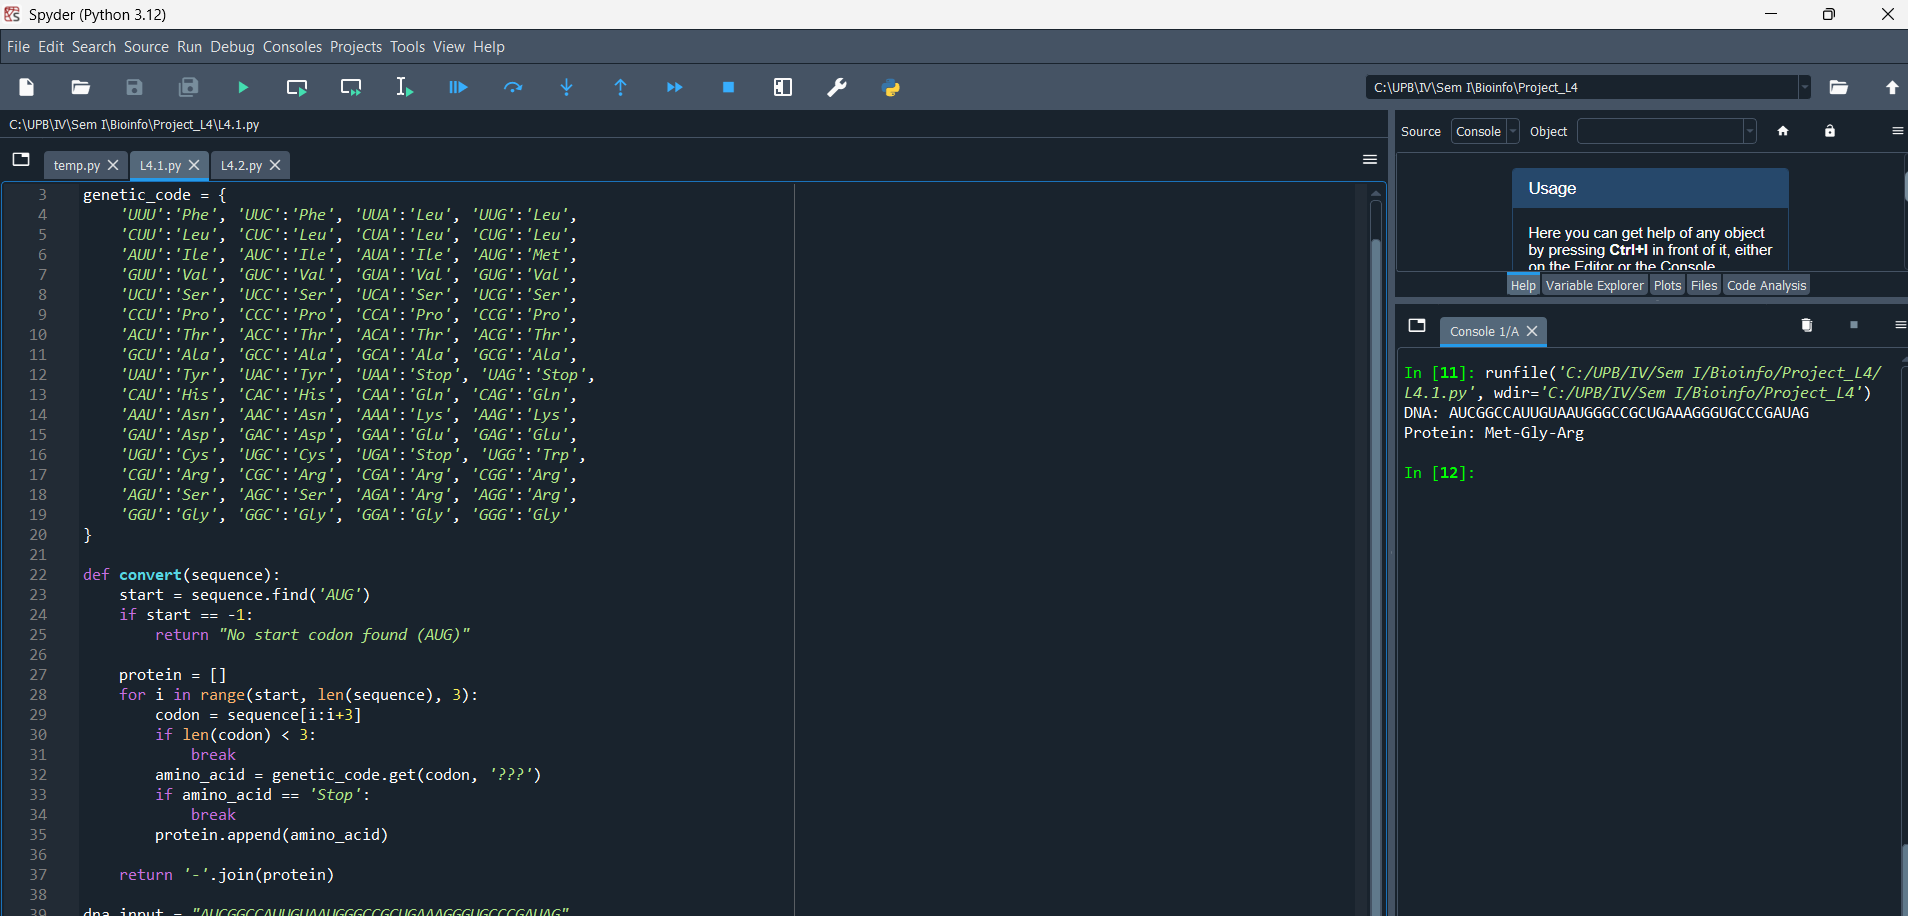 Spyder (Python 3.12)
File Edit Search Source Run Debug Consoles Projects Tools View Help
C:\UPB\IV\Sem I\Bioinfo\Project_L4
C:\UPB\IV\Sem I\Bioinfo\Project_L4\L4.1.py
temp.py L4.1.py L4.2.py
3 genetic_code = {
4 'UUU':'Phe', 'UUC':'Phe', 'UUA':'Leu', 'UUG':'Leu',
5 'CUU':'Leu', 'CUC':'Leu', 'CUA':'Leu', 'CUG':'Leu',
6 'AUU':'Ile', 'AUC':'Ile', 'AUA':'Ile', 'AUG':'Met',
7 'GUU':'Val', 'GUC':'Val', 'GUA':'Val', 'GUG':'Val',
8 'UCU':'Ser', 'UCC':'Ser', 'UCA':'Ser', 'UCG':'Ser',
9 'CCU':'Pro', 'CCC':'Pro', 'CCA':'Pro', 'CCG':'Pro',
10 'ACU':'Thr', 'ACC':'Thr', 'ACA':'Thr', 'ACG':'Thr',
11 'GCU':'Ala', 'GCC':'Ala', 'GCA':'Ala', 'GCG':'Ala',
12 'UAU':'Tyr', 'UAC':'Tyr', 'UAA':'Stop', 'UAG':'Stop',
13 'CAU':'His', 'CAC':'His', 'CAA':'Gln', 'CAG':'Gln',
14 'AAU':'Asn', 'AAC':'Asn', 'AAA':'Lys', 'AAG':'Lys',
15 'GAU':'Asp', 'GAC':'Asp', 'GAA':'Glu', 'GAG':'Glu',
16 'UGU':'Cys', 'UGC':'Cys', 'UGA':'Stop', 'UGG':'Trp',
17 'CGU':'Arg', 'CGC':'Arg', 'CGA':'Arg', 'CGG':'Arg',
18 'AGU':'Ser', 'AGC':'Ser', 'AGA':'Arg', 'AGG':'Arg',
19 'GGU':'Gly', 'GGC':'Gly', 'GGA':'Gly', 'GGG':'Gly'
20 }
21
22 def convert(sequence):
23 start = sequence.find('AUG')
24 if start == -1:
25 return "No start codon found (AUG)"
26
27 protein = []
28 for i in range(start, len(sequence), 3):
29 codon = sequence[i:i+3]
30 if len(codon) < 3:
31 break
32 amino_acid = genetic_code.get(codon, '???')
33 if amino_acid == 'Stop':
34 break
35 protein.append(amino_acid)
36
37 return '-'.join(protein)
38
39 dna_input = "AUCGGCCAUUGUAAUGGGCCGCUGAAAGGGUGCCCGAUAG"
Source Console Object
Usage
Here you can get help of any object
by pressing Ctrl+I in front of it, either
on the Editor or the Console.
Help Variable Explorer Plots Files Code Analysis
Console 1/A
In [11]: runfile('C:/UPB/IV/Sem I/Bioinfo/Project_L4/
L4.1.py', wdir='C:/UPB/IV/Sem I/Bioinfo/Project_L4')
DNA: AUCGGCCAUUGUAAUGGGCCGCUGAAAGGGUGCCCGAUAG
Protein: Met-Gly-Arg
In [12]: